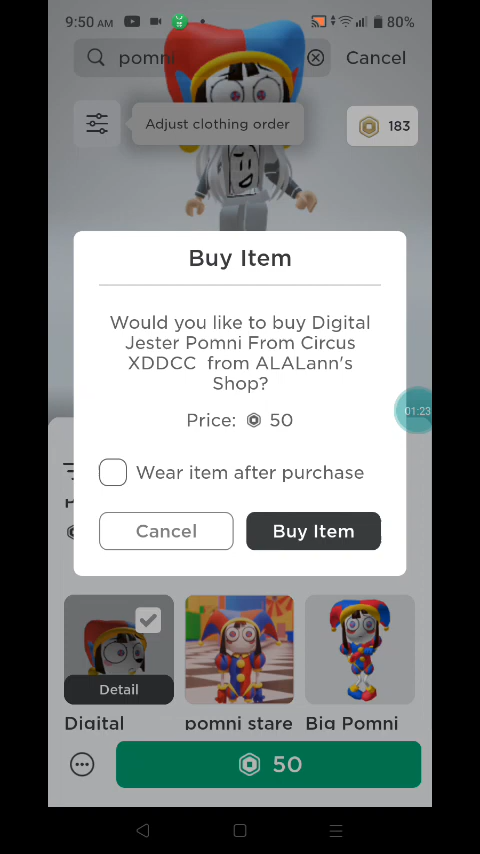 9:50 AM
80%
pomni
Cancel
Adjust clothing order
183
Buy Item
Would you like to buy Digital
Jester Pomni From Circus
XDDCC from ALALann's
Shop?
Price: 50
01:23
Wear item after purchase
Cancel
Buy Item
Detail
Digital
pomni stare
Big Pomni
50